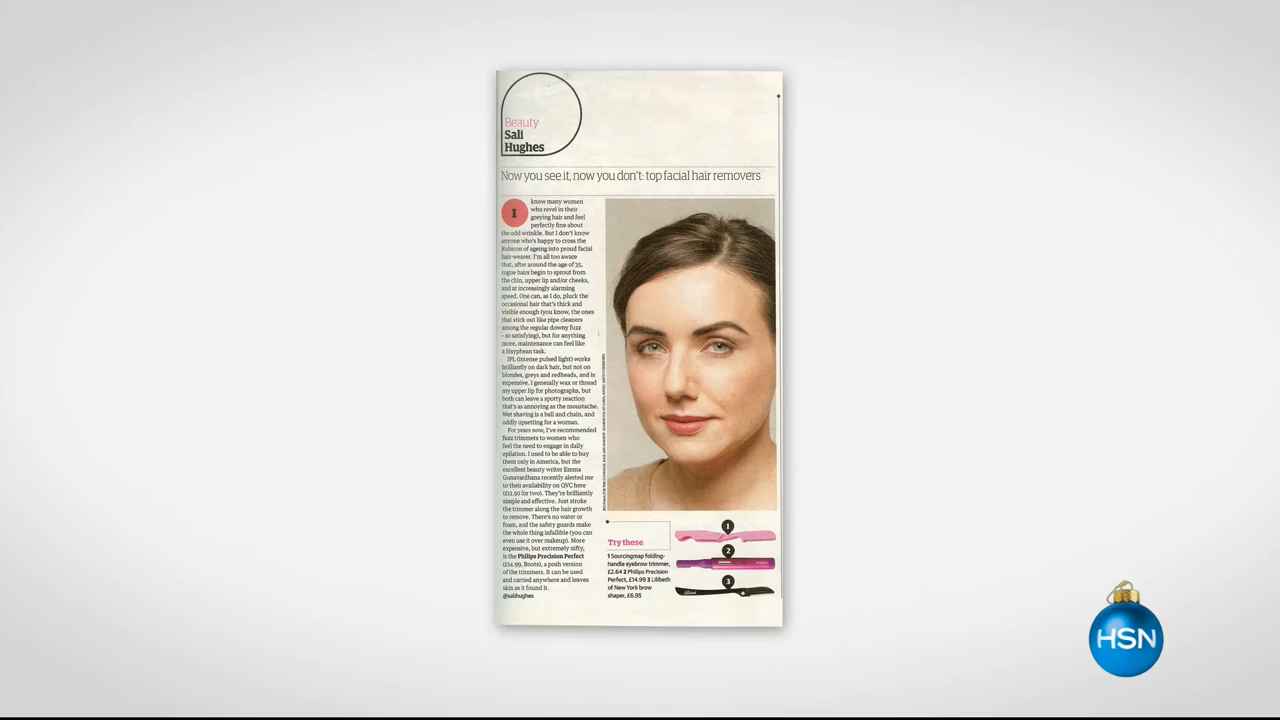 Beauty
Sali
Hughes
Now you see it, now you don't: top facial hair removers
I
know many women
who revel in their
greying hair and feel
perfectly fine about
the odd wrinkle. But I don't know
anyone who's happy to cross the
Rubicon of ageing into proud facial
hair-wearer. I'm all too aware
that, after around the age of 35,
rogue hairs begin to sprout from
the chin, upper lip and/or cheeks,
and at increasingly alarming
speed. One can, as I do, pluck the
occasional hair that's thick and
visible enough (you know, the ones
that stick out like pipe cleaners
among the regular downy fuzz
- so satisfying), but for anything
more, maintenance can feel like
a Sisyphean task.
IPL (intense pulsed light) works
brilliantly on dark hair, but not on
blondes, greys and redheads, and is
expensive. I generally wax or thread
my upper lip for photographs, but
both can leave a spotty reaction
that's as annoying as the moustache.
Wet shaving is a ball and chain, and
oddly upsetting for a woman.
For years now, I've recommended
fuzz trimmers to women who
feel the need to engage in daily
epilation. I used to be able to buy
them only in America, but the
excellent beauty writer Emma
Gunavardhana recently alerted me
to their availability on QVC here
(£11.50 for two). They're brilliantly
simple and effective. Just stroke
the trimmer along the hair growth
to remove. There's no water or
foam, and the safety guards make
the whole thing infallible (you can
even use it over makeup). More
expensive, but extremely nifty,
is the Philips Precision Perfect
(£14.99, Boots), a posh version
of the trimmers. It can be used
and carried anywhere and leaves
skin as it found it.
@salihughes
Try these
1 Sourcingmap folding-
handle eyebrow trimmer,
£2.64 2 Philips Precision
Perfect, £14.99 3 Lilibeth
of New York brow
shaper, £6.95
1
2
3
HSN